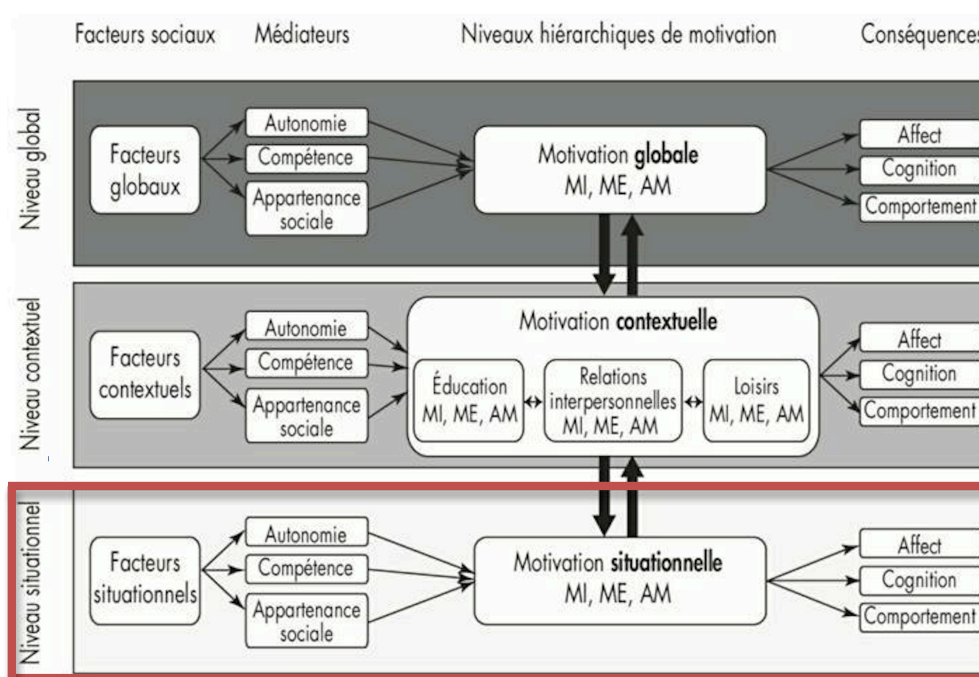 Facteurs sociaux
Médiateurs
Niveaux hiérarchiques de motivation
Conséquences
Niveau global
Facteurs
globaux
Autonomie
Compétence
Appartenance
sociale
Motivation globale
MI, ME, AM
Affect
Cognition
Comportement
Niveau contextuel
Facteurs
contextuels
Autonomie
Compétence
Appartenance
sociale
Motivation contextuelle
Éducation
MI, ME, AM
Relations
interpersonnelles
MI, ME, AM
Loisirs
MI, ME, AM
Affect
Cognition
Comportement
Niveau situationnel
Facteurs
situationnels
Autonomie
Compétence
Appartenance
sociale
Motivation situationnelle
MI, ME, AM
Affect
Cognition
Comportement